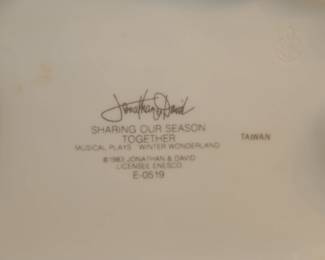 Jonathan & David
SHARING OUR SEASON
TOGETHER
MUSICAL PLAYS WINTER WONDERLAND
TAIWAN
©1983 JONATHAN & DAVID
LICENSEE ENESCO
E-0519